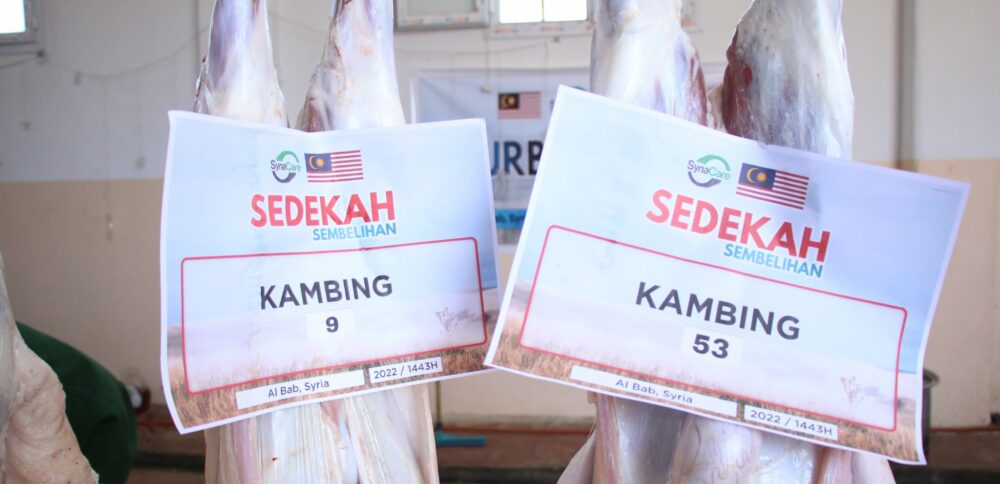 SyriaCare
SEDEKAH
SEMBELIHAN
KAMBING
9
Al Bab, Syria
2022 / 1443H
SyriaCare
SEDEKAH
SEMBELIHAN
KAMBING
53
Al Bab, Syria
2022 / 1443H
URB